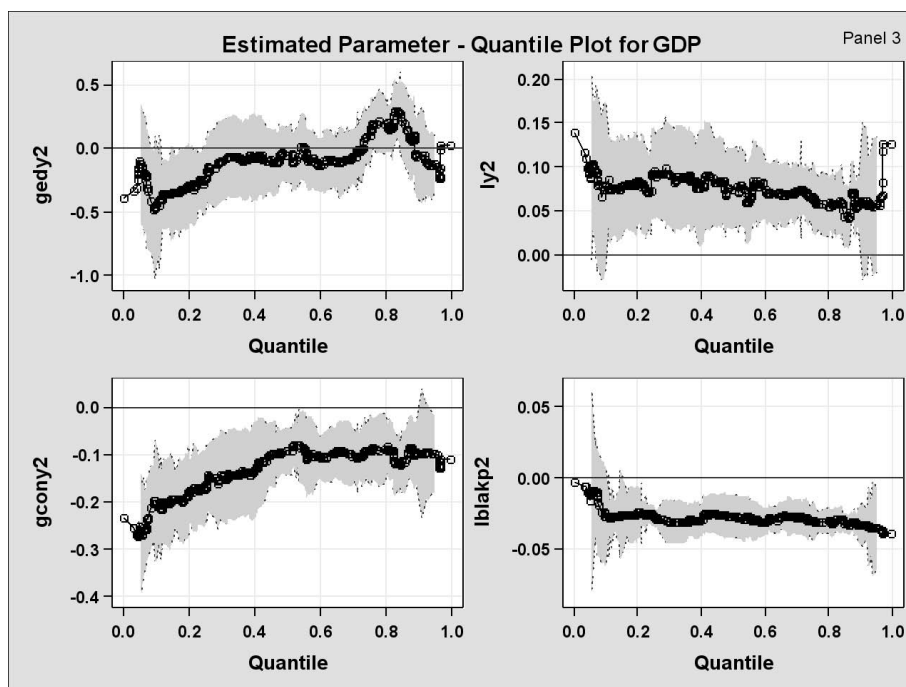 Estimated Parameter - Quantile Plot for GDP
Panel 3
gedy2
0.5
0.0
-0.5
-1.0
0.0 0.2 0.4 0.6 0.8 1.0
Quantile
ly2
0.20
0.15
0.10
0.05
0.00
0.0 0.2 0.4 0.6 0.8 1.0
Quantile
gcony2
0.0
-0.1
-0.2
-0.3
-0.4
0.0 0.2 0.4 0.6 0.8 1.0
Quantile
lblakp2
0.05
0.00
-0.05
0.0 0.2 0.4 0.6 0.8 1.0
Quantile